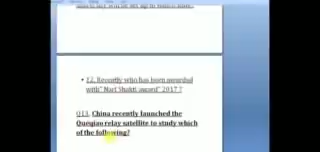 • 12. Recently who has been awarded
with" Nari Shakti award" 2017 ?
Q13. China recently launched the
Queqiao relay satellite to study which
of the following?